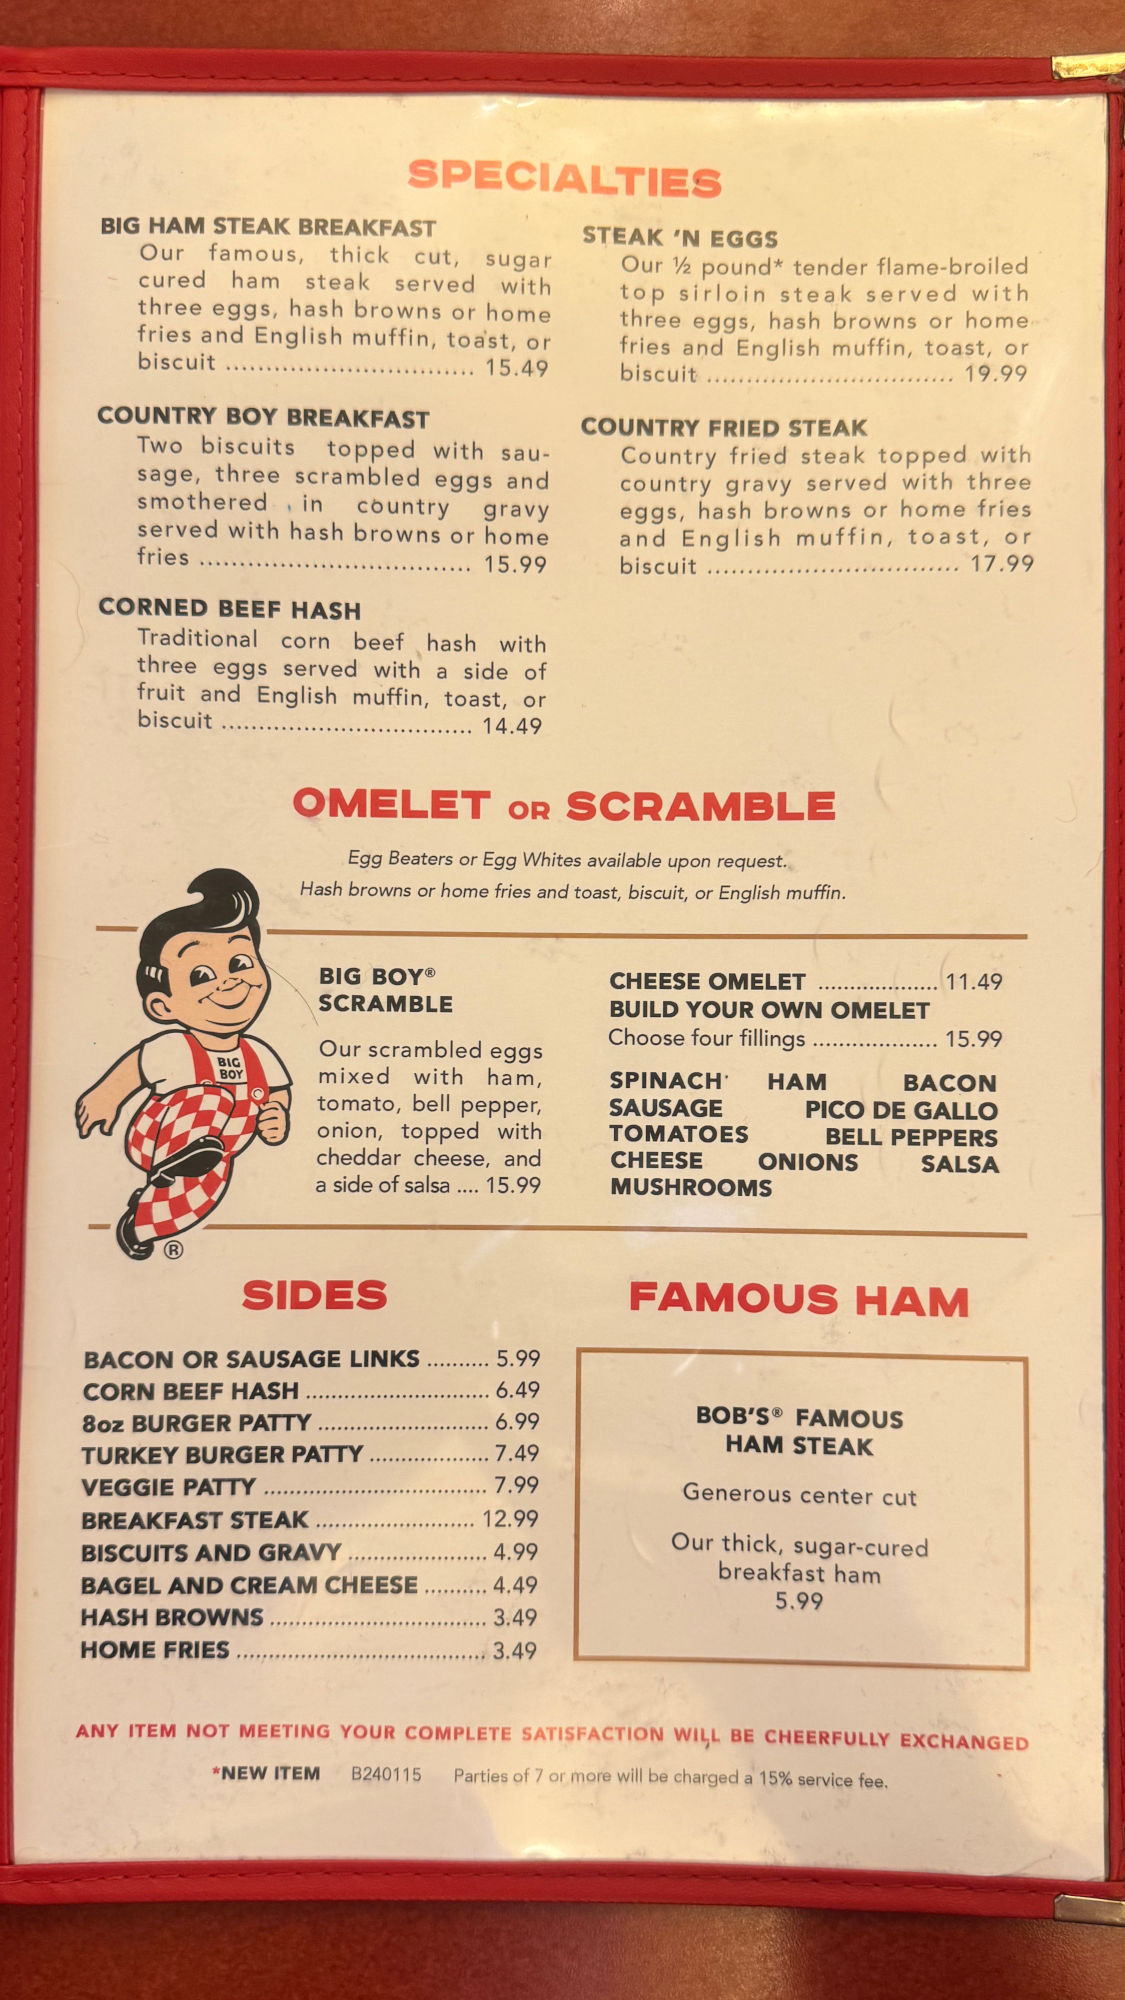 SPECIALTIES
BIG HAM STEAK BREAKFAST
Our famous, thick cut, sugar
cured ham steak served with
three eggs, hash browns or home
fries and English muffin, toast, or
biscuit ............................... 15.49
COUNTRY BOY BREAKFAST
Two biscuits topped with sau-
sage, three scrambled eggs and
smothered in country gravy
served with hash browns or home
fries ................................. 15.99
CORNED BEEF HASH
Traditional corn beef hash with
three eggs served with a side of
fruit and English muffin, toast, or
biscuit ................................. 14.49
STEAK 'N EGGS
Our ½ pound* tender flame-broiled
top sirloin steak served with
three eggs, hash browns or home
fries and English muffin, toast, or
biscuit ............................... 19.99
COUNTRY FRIED STEAK
Country fried steak topped with
country gravy served with three
eggs, hash browns or home fries
and English muffin, toast, or
biscuit ............................... 17.99
OMELET OR SCRAMBLE
Egg Beaters or Egg Whites available upon request.
Hash browns or home fries and toast, biscuit, or English muffin.
BIG
BOY
®
BIG BOY®
SCRAMBLE
Our scrambled eggs
mixed with ham,
tomato, bell pepper,
onion, topped with
cheddar cheese, and
a side of salsa .... 15.99
CHEESE OMELET .................... 11.49
BUILD YOUR OWN OMELET
Choose four fillings ................... 15.99
SPINACH HAM BACON
SAUSAGE PICO DE GALLO
TOMATOES BELL PEPPERS
CHEESE ONIONS SALSA
MUSHROOMS
SIDES
BACON OR SAUSAGE LINKS .......... 5.99
CORN BEEF HASH ............................. 6.49
8oz BURGER PATTY ........................... 6.99
TURKEY BURGER PATTY ................... 7.49
VEGGIE PATTY ................................... 7.99
BREAKFAST STEAK ......................... 12.99
BISCUITS AND GRAVY ...................... 4.99
BAGEL AND CREAM CHEESE .......... 4.49
HASH BROWNS .................................. 3.49
HOME FRIES ....................................... 3.49
FAMOUS HAM
BOB'S® FAMOUS
HAM STEAK
Generous center cut
Our thick, sugar-cured
breakfast ham
5.99
ANY ITEM NOT MEETING YOUR COMPLETE SATISFACTION WILL BE CHEERFULLY EXCHANGED
*NEW ITEM B240115 Parties of 7 or more will be charged a 15% service fee.